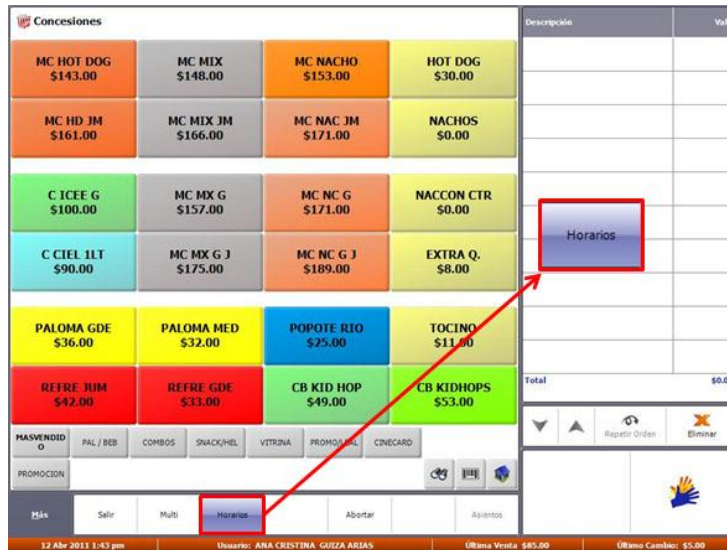 Concesiones
Descripción Val
MC HOT DOG MC MIX MC NACHO HOT DOG
$143.00 $148.00 $153.00 $30.00
MC HD JM MC MIX JM MC NAC JM NACHOS
$161.00 $166.00 $171.00 $0.00
C ICEE G MC MX G MC NC G NACCON CTR
$100.00 $157.00 $171.00 $0.00
Horarios
C CIEL 1LT MC MX G J MC NC G J EXTRA Q.
$90.00 $175.00 $189.00 $8.00
PALOMA GDE PALOMA MED POPOTE RIO TOCINO
$36.00 $32.00 $25.00 $11.00
REFRE JUM REFRE GDE CB KID HOP CB KIDHOPS
$42.00 $33.00 $49.00 $53.00
Total $0.0
MASVENDID
O PAL / BEB COMBOS SNACK/HEL VITRINA CINECARD
Repetir Orden Eliminar
PROMOCION
Más Salir Multi Horarios Abortar Asientos
12 Abr 2011 1:43 pm Usuario: ANA CRISTINA GUIZA ARIAS Última Venta $85.00 Último Cambio: $5.00